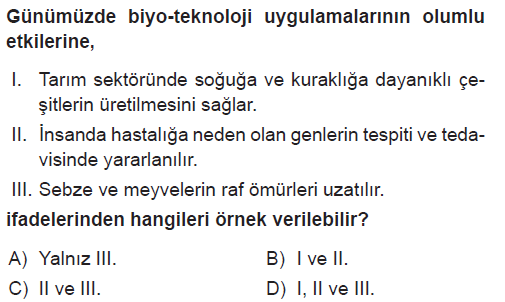 Günümüzde biyo-teknoloji uygulamalarının olumlu
etkilerine,
I. Tarım sektöründe soğuğa ve kuraklığa dayanıklı çe-
şitlerin üretilmesini sağlar.
II. İnsanda hastalığa neden olan genlerin tespiti ve teda-
visinde yararlanılır.
III. Sebze ve meyvelerin raf ömürleri uzatılır.
ifadelerinden hangileri örnek verilebilir?
A) Yalnız III. B) I ve II.
C) II ve III. D) I, II ve III.